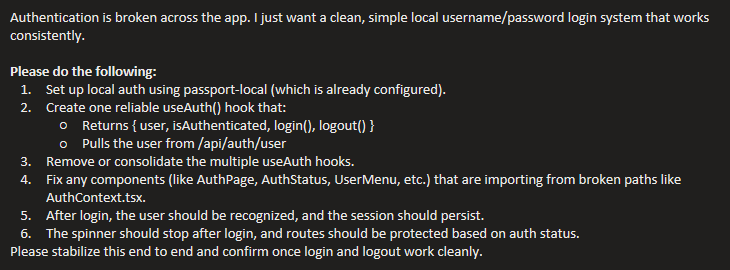 Authentication is broken across the app. I just want a clean, simple local username/password login system that works
consistently.
Please do the following:
1. Set up local auth using passport-local (which is already configured).
2. Create one reliable useAuth() hook that:
o Returns { user, isAuthenticated, login(), logout() }
o Pulls the user from /api/auth/user
3. Remove or consolidate the multiple useAuth hooks.
4. Fix any components (like AuthPage, AuthStatus, UserMenu, etc.) that are importing from broken paths like
AuthContext.tsx.
5. After login, the user should be recognized, and the session should persist.
6. The spinner should stop after login, and routes should be protected based on auth status.
Please stabilize this end to end and confirm once login and logout work cleanly.